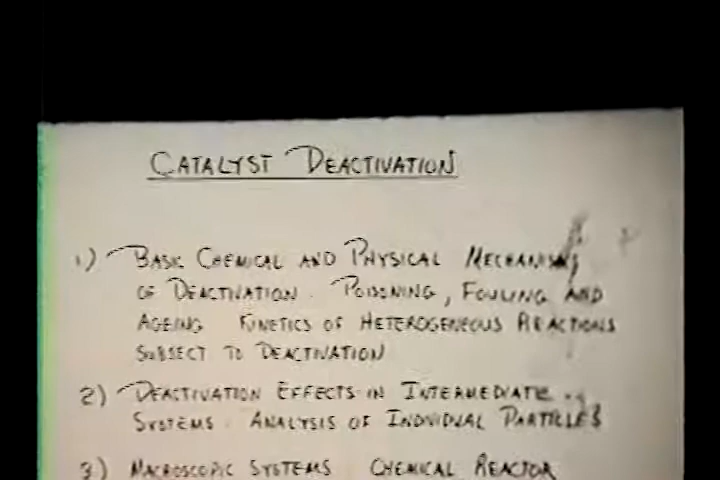 CATALYST DEACTIVATION
1) BASIC CHEMICAL AND PHYSICAL MECHANISMS
OF DEACTIVATION. POISONING, FOULING AND
AGEING KINETICS OF HETEROGENEOUS REACTIONS
SUBJECT TO DEACTIVATION
2) DEACTIVATION EFFECTS IN INTERMEDIATE
SYSTEMS. ANALYSIS OF INDIVIDUAL PARTICLES
3) MACROSCOPIC SYSTEMS CHEMICAL REACTOR